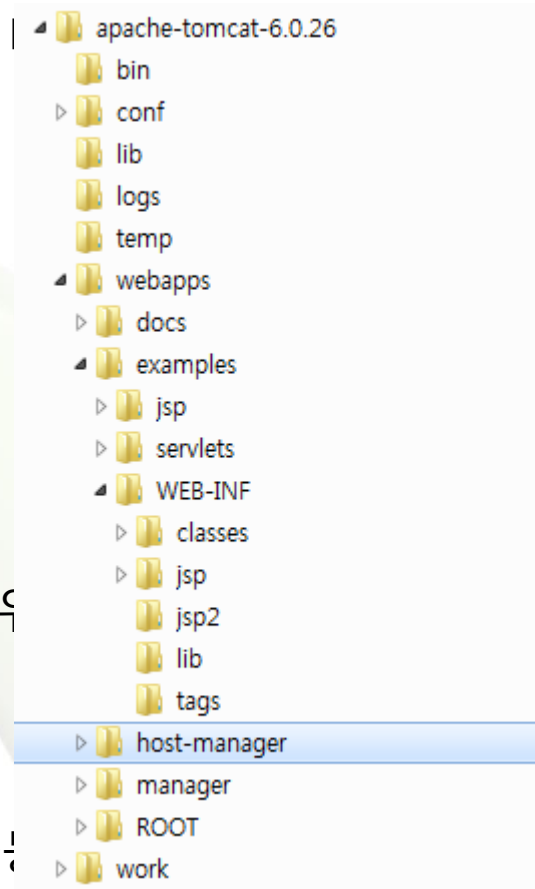 apache-tomcat-6.0.26
bin
conf
lib
logs
temp
webapps
docs
examples
jsp
servlets
WEB-INF
classes
jsp
jsp2
lib
tags
host-manager
manager
ROOT
work